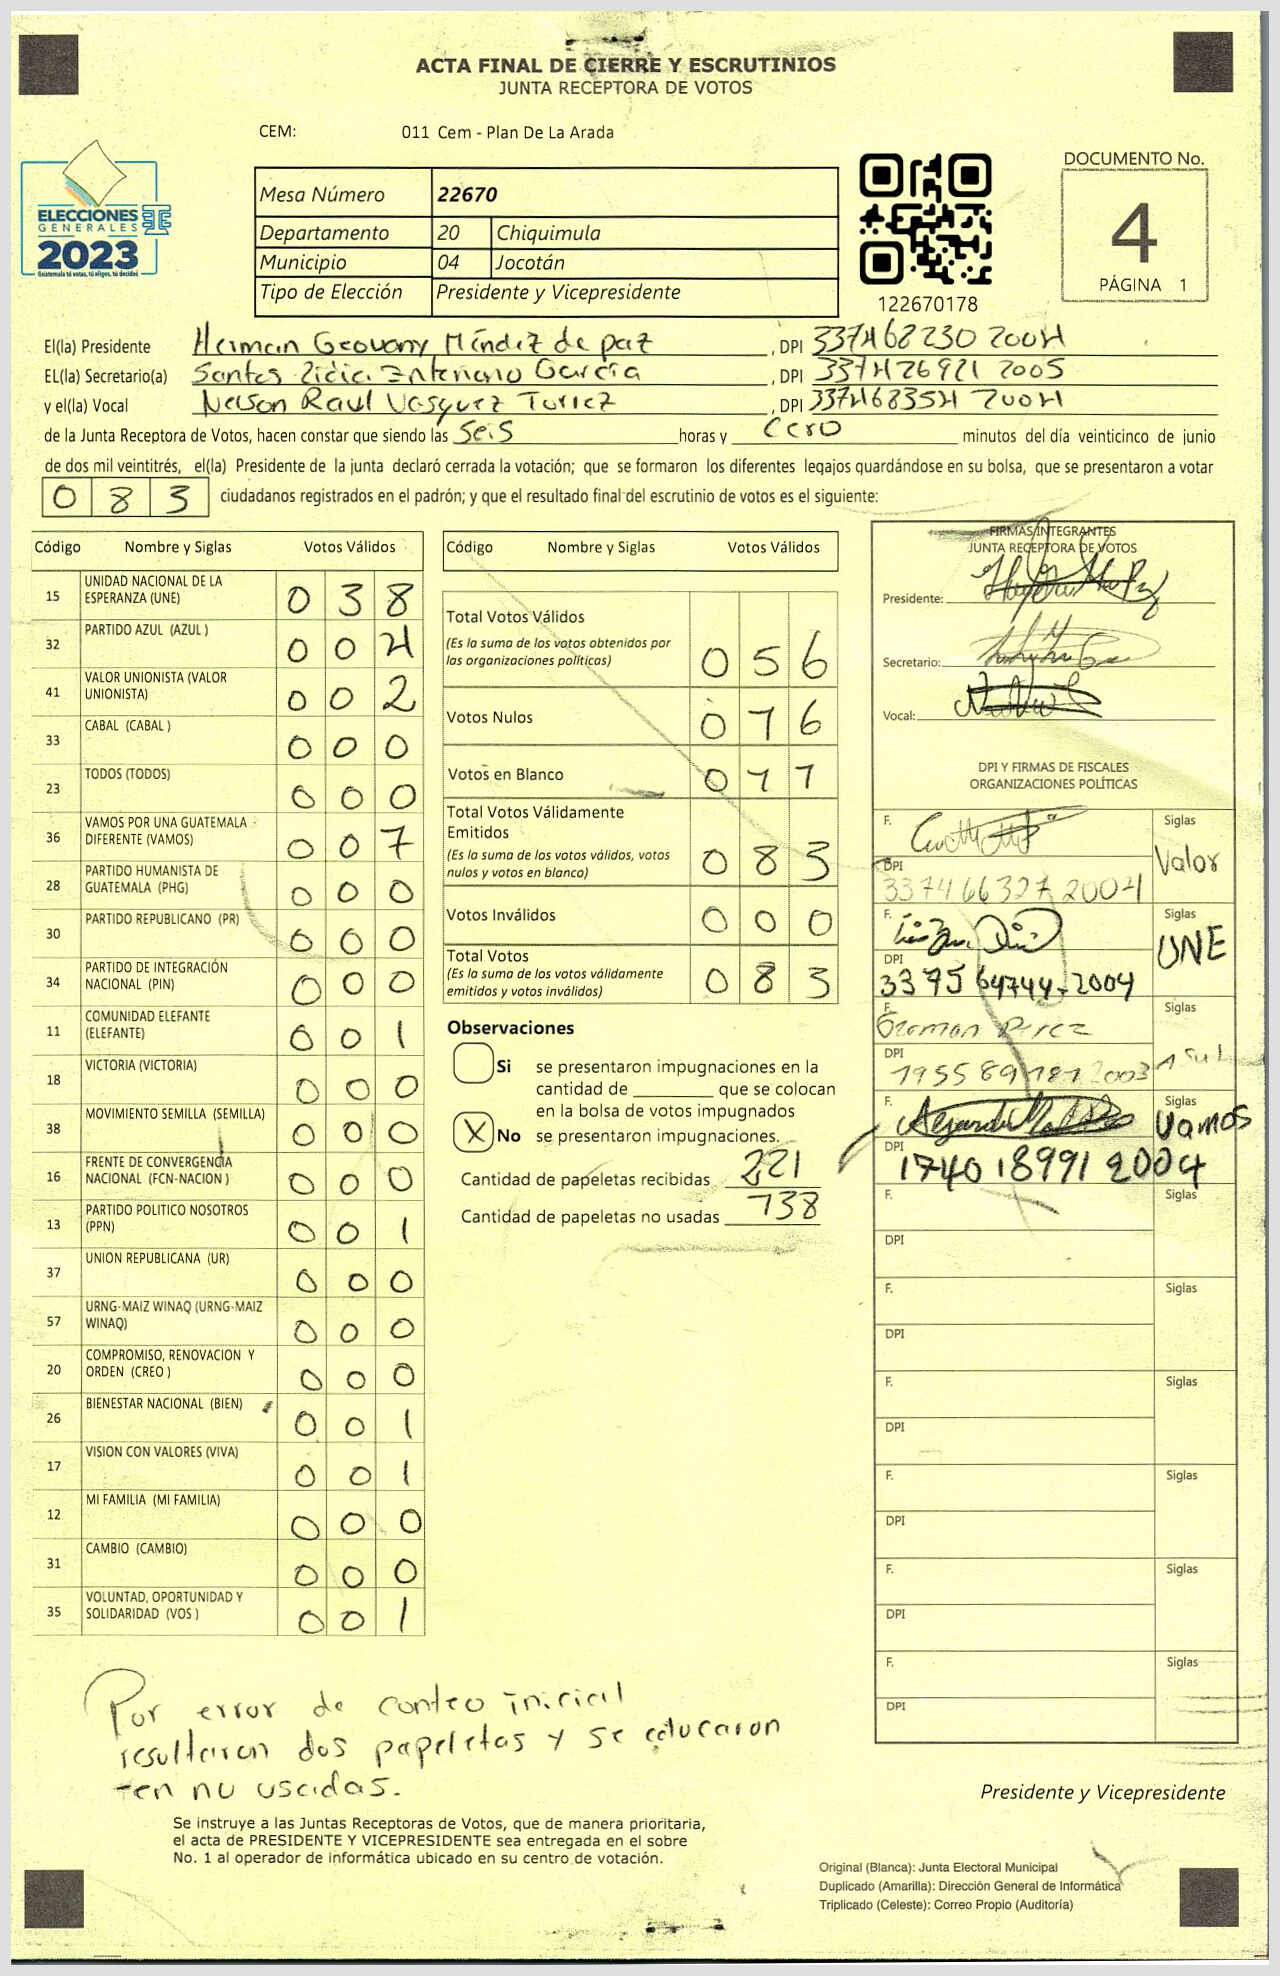 ACTA FINAL DE CIERRE Y ESCRUTINIOS
JUNTA RECEPTORA DE VOTOS
CEM: 011 Cem - Plan De La Arada
ELECCIONES
GENERALES
2023
Guatemala tú votas, tú eliges, tú decides
Mesa Número 22670
Departamento 20 Chiquimula
Municipio 04 Jocotán
Tipo de Elección Presidente y Vicepresidente
122670178
DOCUMENTO No.
4
PÁGINA 1
El(la) Presidente Herman Geovany Méndez de paz, DPI 337468230 2004
EL(la) Secretario(a) Santos García, DPI 337426921 2005
y el(la) Vocal Nelson Raul Vasquez Torrez, DPI 337468354 2004
de la Junta Receptora de Votos, hacen constar que siendo las Seis horas y Cero minutos del día veinticinco de junio
de dos mil veintitrés, el(la) Presidente de la junta declaró cerrada la votación; que se formaron los diferentes legajos guardándose en su bolsa, que se presentaron a votar
0 8 3 ciudadanos registrados en el padrón; y que el resultado final del escrutinio de votos es el siguiente:
Código Nombre y Siglas Votos Válidos
15 UNIDAD NACIONAL DE LA ESPERANZA (UNE) 0 3 8
32 PARTIDO AZUL (AZUL ) 0 0 4
41 VALOR UNIONISTA (VALOR UNIONISTA) 0 0 2
33 CABAL (CABAL ) 0 0 0
23 TODOS (TODOS) 0 0 0
36 VAMOS POR UNA GUATEMALA DIFERENTE (VAMOS) 0 0 7
28 PARTIDO HUMANISTA DE GUATEMALA (PHG) 0 0 0
30 PARTIDO REPUBLICANO (PR) 0 0 0
34 PARTIDO DE INTEGRACIÓN NACIONAL (PIN) 0 0 0
11 COMUNIDAD ELEFANTE (ELEFANTE) 0 0 1
18 VICTORIA (VICTORIA) 0 0 0
38 MOVIMIENTO SEMILLA (SEMILLA) 0 0 0
16 FRENTE DE CONVERGENCIA NACIONAL (FCN-NACION ) 0 0 0
13 PARTIDO POLITICO NOSOTROS (PPN) 0 0 1
37 UNION REPUBLICANA (UR) 0 0 0
57 URNG-MAIZ WINAQ (URNG-MAIZ WINAQ) 0 0 0
20 COMPROMISO, RENOVACION Y ORDEN (CREO ) 0 0 0
26 BIENESTAR NACIONAL (BIEN) 0 0 1
17 VISION CON VALORES (VIVA) 0 0 1
12 MI FAMILIA (MI FAMILIA) 0 0 0
31 CAMBIO (CAMBIO) 0 0 0
35 VOLUNTAD, OPORTUNIDAD Y SOLIDARIDAD (VOS ) 0 0 1
Código Nombre y Siglas Votos Válidos
Total Votos Válidos
(Es la suma de los votos obtenidos por
las organizaciones políticas) 0 5 6
Votos Nulos 0 1 6
Votos en Blanco 0 1 1
Total Votos Válidamente
Emitidos
(Es la suma de los votos válidos, votos
nulos y votos en blanco) 0 8 3
Votos Inválidos 0 0 0
Total Votos
(Es la suma de los votos válidamente
emitidos y votos inválidos) 0 8 3
Observaciones
Si se presentaron impugnaciones en la
cantidad de ________ que se colocan
en la bolsa de votos impugnados
X No se presentaron impugnaciones.
Cantidad de papeletas recibidas 221
Cantidad de papeletas no usadas 138
FIRMAS INTEGRANTES
JUNTA RECEPTORA DE VOTOS
Presidente:
Secretario:
Vocal:
DPI Y FIRMAS DE FISCALES
ORGANIZACIONES POLÍTICAS
F. Siglas
Valor
DPI
337466327 2004
F. Siglas
UNE
DPI
3375 64744-2004
F. Siglas
German Perez
Asul
DPI
1955 89181 2003
F. Siglas
Vamos
DPI
1740 18991 2004
F. Siglas
DPI
F. Siglas
DPI
F. Siglas
DPI
F. Siglas
DPI
F. Siglas
DPI
F. Siglas
DPI
Por error de conteo inicial
resultaron dos papeletas y se colocaron
en no usadas.
Presidente y Vicepresidente
Se instruye a las Juntas Receptoras de Votos, que de manera prioritaria,
el acta de PRESIDENTE Y VICEPRESIDENTE sea entregada en el sobre
No. 1 al operador de informática ubicado en su centro de votación.
Original (Blanca): Junta Electoral Municipal
Duplicado (Amarilla): Dirección General de Informática
Triplicado (Celeste): Correo Propio (Auditoría)